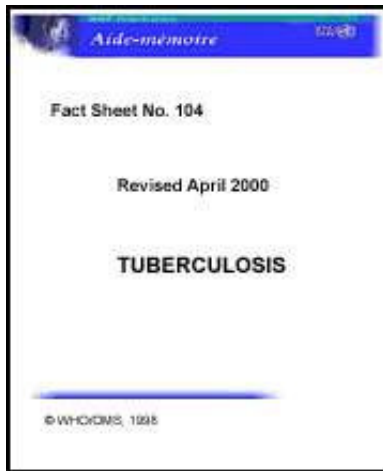 Aide-mémoire
Fact Sheet No. 104
Revised April 2000
TUBERCULOSIS
© WHO/OMS, 1998